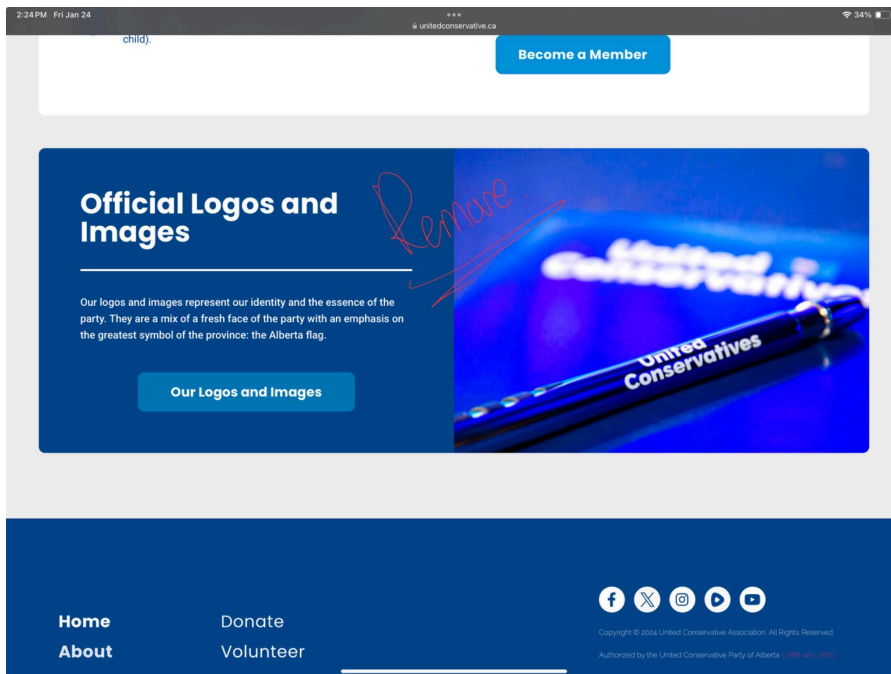 2:24 PM Fri Jan 24
unitedconservative.ca
34%
child).
Become a Member
Official Logos and
Images
Remove
Our logos and images represent our identity and the essence of the
party. They are a mix of a fresh face of the party with an emphasis on
the greatest symbol of the province: the Alberta flag.
Our Logos and Images
United
Conservatives
United
Conservatives
Home
Donate
About
Volunteer
Copyright © 2024 United Conservative Association. All Rights Reserved.
Authorized by the United Conservative Party of Alberta